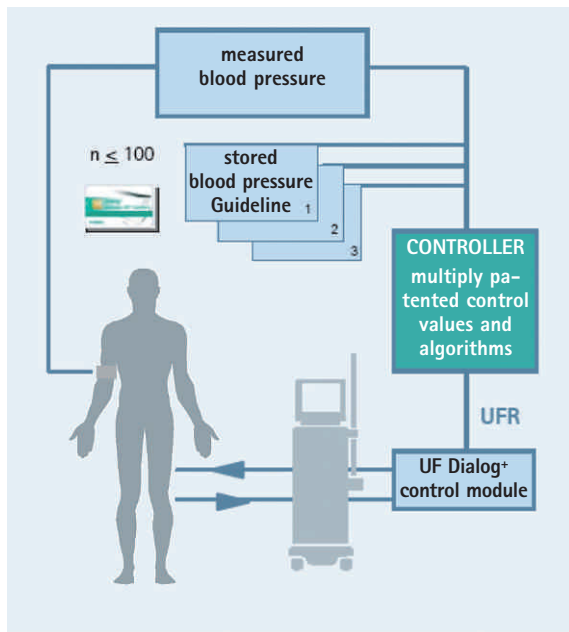 measured
blood pressure
n ≤ 100
stored
blood pressure
Guideline 1
2
3
CONTROLLER
multiply pa-
tented control
values and
algorithms
UFR
UF Dialog+
control module